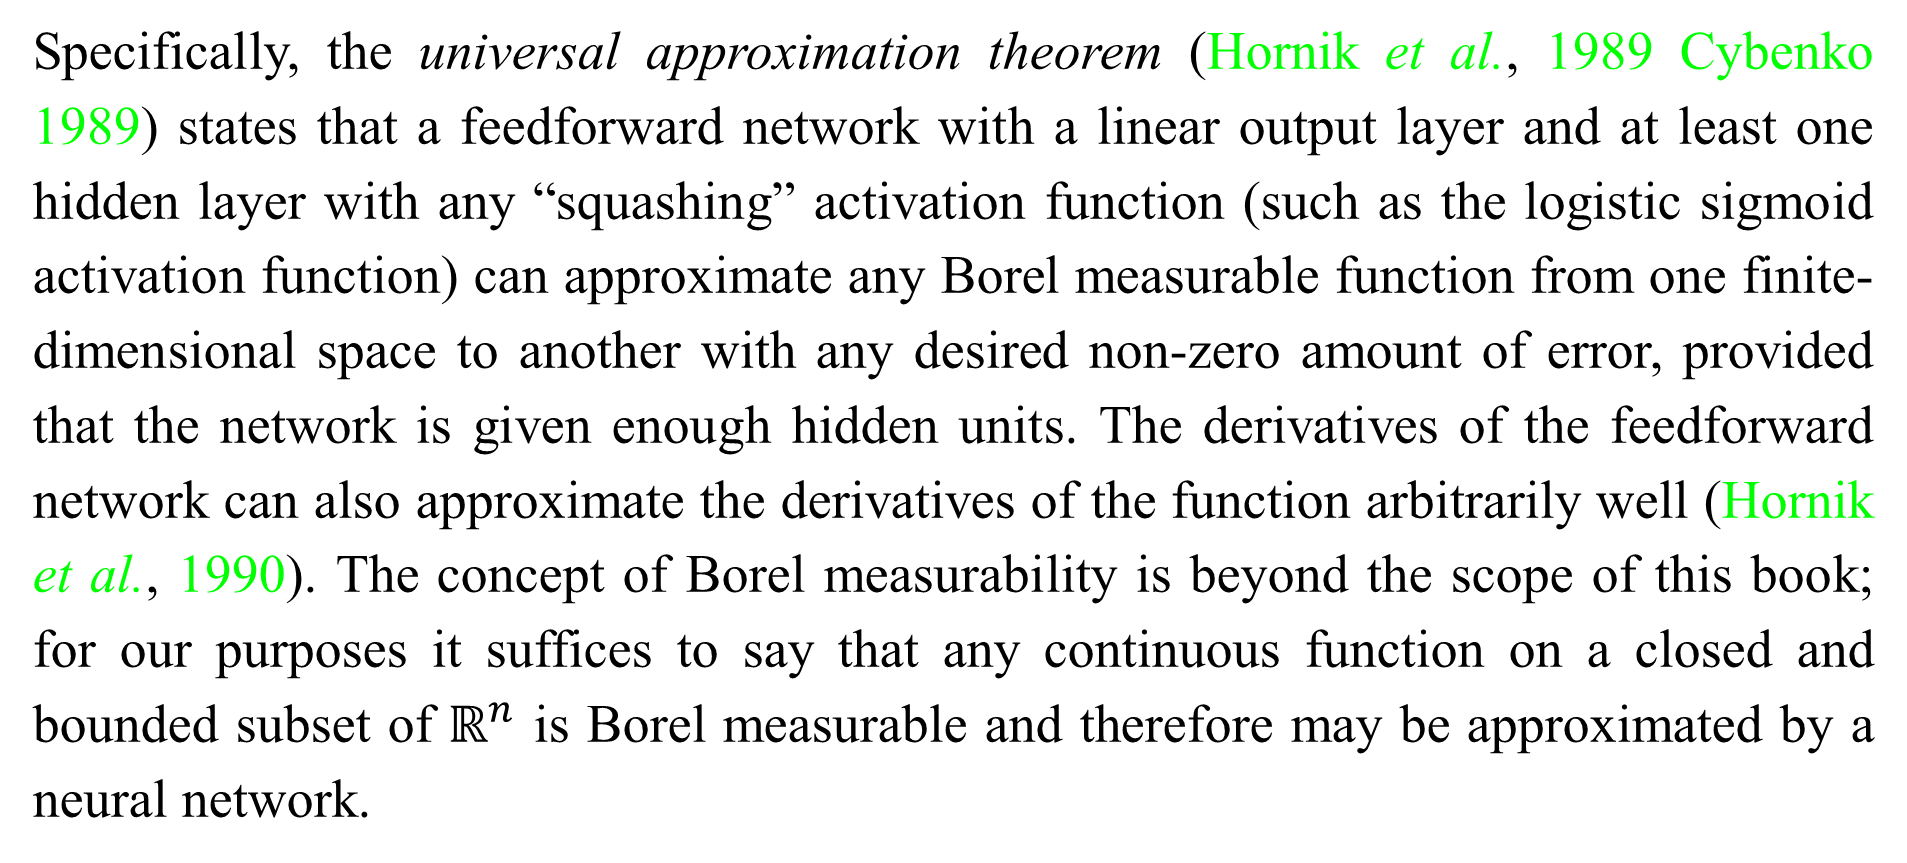 Specifically, the universal approximation theorem (Hornik et al., 1989 Cybenko
1989) states that a feedforward network with a linear output layer and at least one
hidden layer with any “squashing” activation function (such as the logistic sigmoid
activation function) can approximate any Borel measurable function from one finite-
dimensional space to another with any desired non-zero amount of error, provided
that the network is given enough hidden units. The derivatives of the feedforward
network can also approximate the derivatives of the function arbitrarily well (Hornik
et al., 1990). The concept of Borel measurability is beyond the scope of this book;
for our purposes it suffices to say that any continuous function on a closed and
bounded subset of ℝⁿ is Borel measurable and therefore may be approximated by a
neural network.